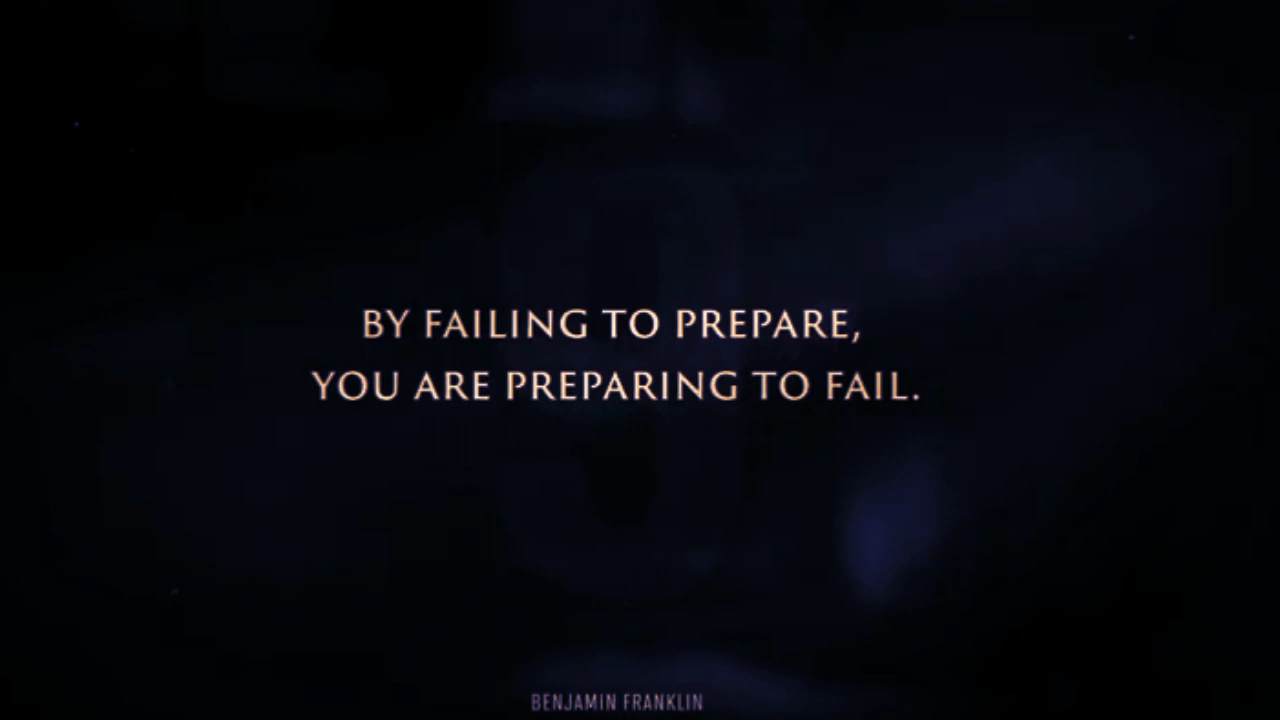 BY FAILING TO PREPARE,
YOU ARE PREPARING TO FAIL.
BENJAMIN FRANKLIN